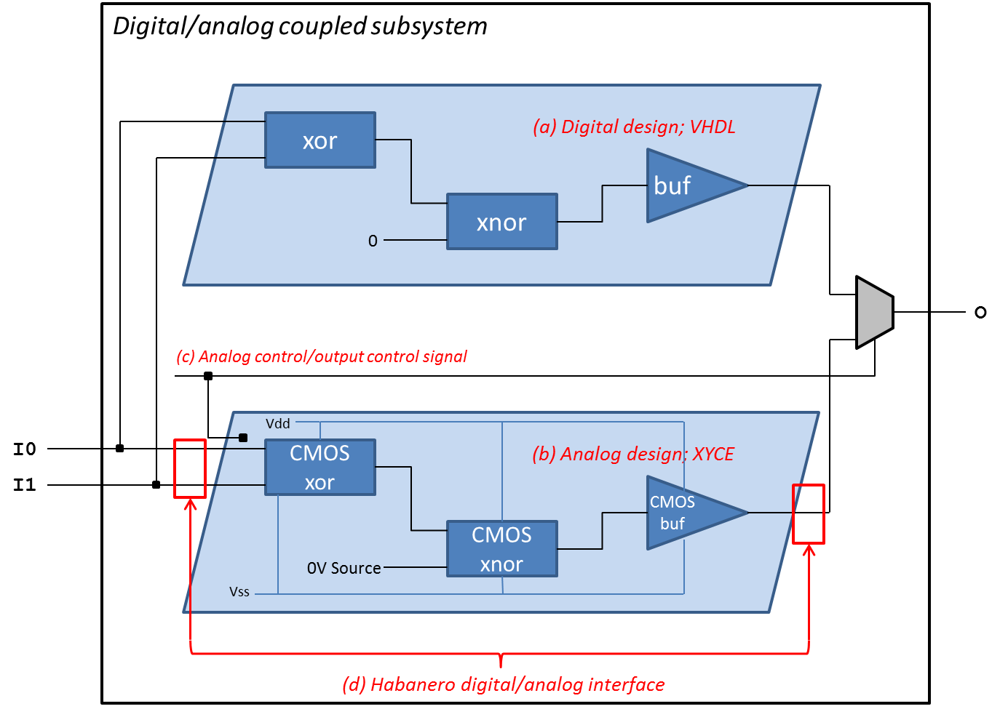 Digital/analog coupled subsystem
(a) Digital design; VHDL
xor
buf
xnor
0
O
(c) Analog control/output control signal
Vdd
I0
CMOS
xor
(b) Analog design; XYCE
I1
CMOS
buf
CMOS
xnor
0V Source
Vss
(d) Habanero digital/analog interface